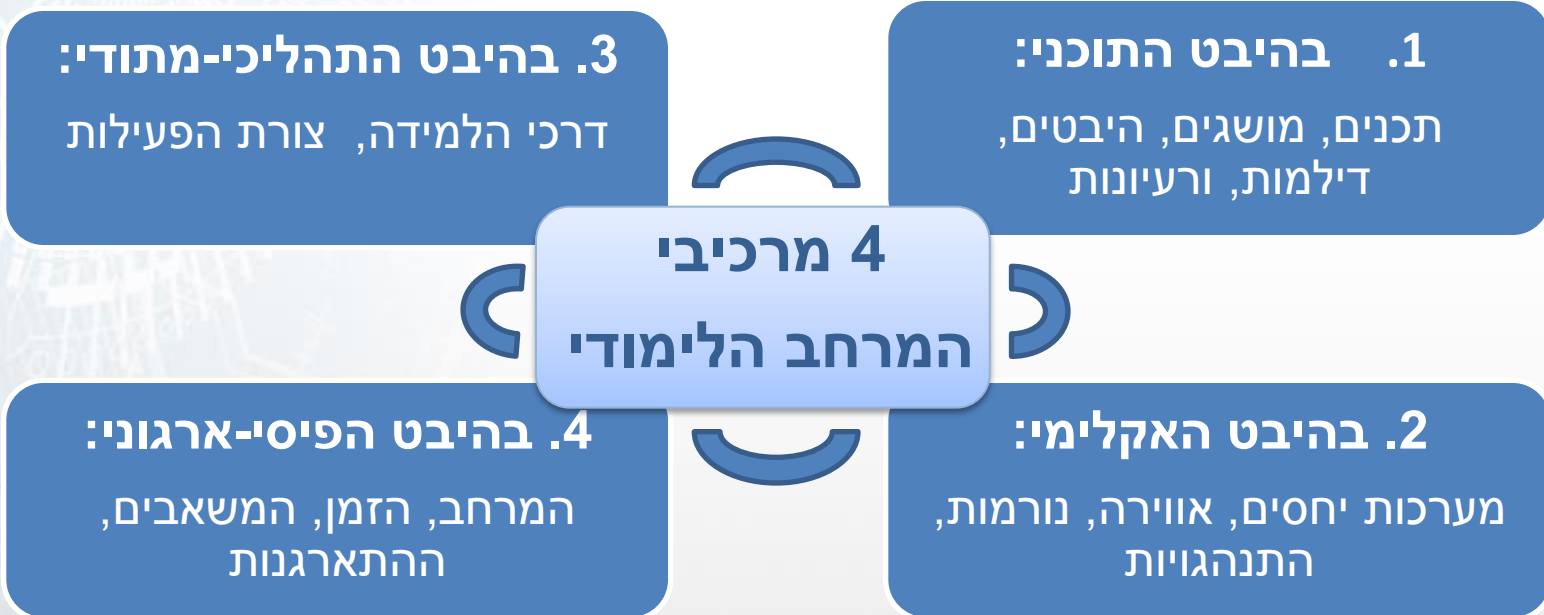 1. בהיבט התוכני:
תכנים, מושגים, היבטים,
דילמות, ורעיונות
2. בהיבט האקלימי:
מערכות יחסים, אווירה, נורמות,
התנהגויות
3. בהיבט התהליכי-מתודי:
דרכי הלמידה, צורת הפעילות
4. בהיבט הפיסי-ארגוני:
המרחב, הזמן, המשאבים,
ההתארגנות
4 מרכיבי
המרחב הלימודי